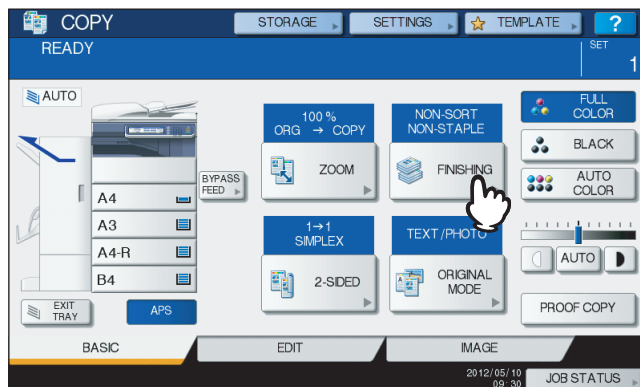 COPY
STORAGE
SETTINGS
TEMPLATE
?
READY
SET
1
AUTO
100 %
ORG → COPY
NON-SORT
NON-STAPLE
FULL
COLOR
ZOOM
FINISHING
BLACK
BYPASS
FEED
AUTO
COLOR
A4
A3
A4-R
B4
1→1
SIMPLEX
TEXT/PHOTO
2-SIDED
ORIGINAL
MODE
AUTO
EXIT
TRAY
APS
PROOF COPY
BASIC
EDIT
IMAGE
2012/05/10
09:30
JOB STATUS